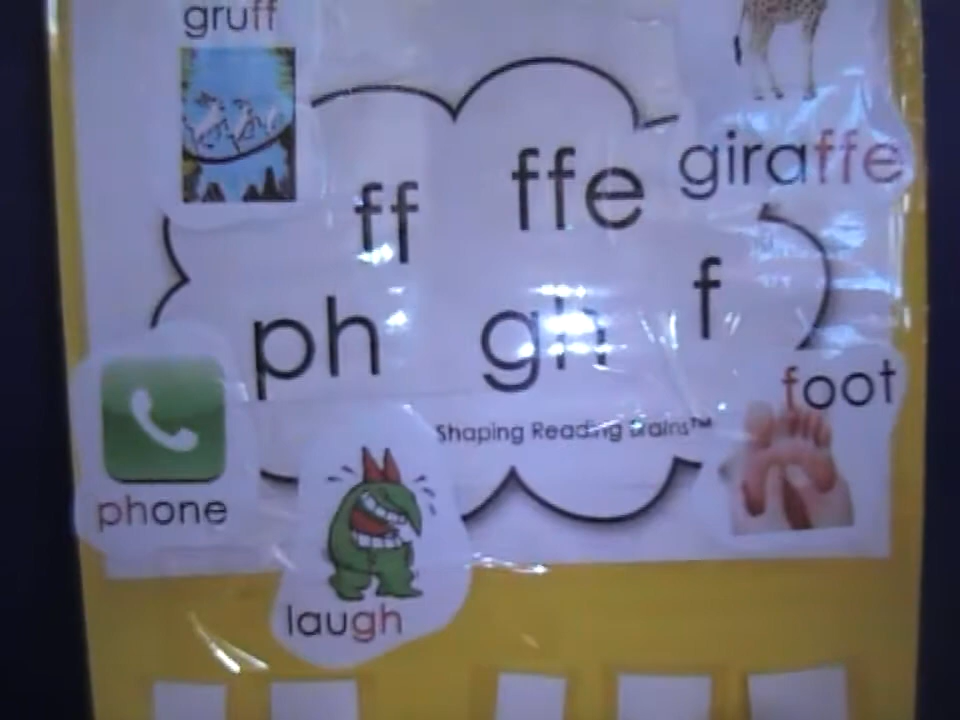 gruff
giraffe
ff ffe
ph gh f
foot
Shaping Reading Brains™
phone
laugh